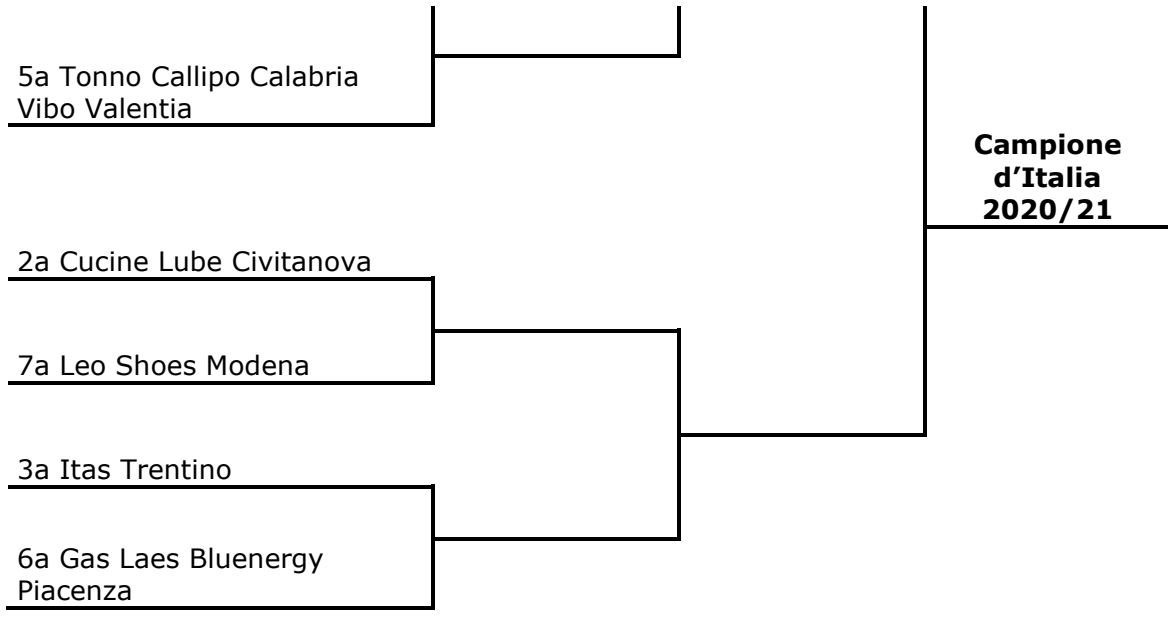 5a Tonno Callipo Calabria
Vibo Valentia
Campione
d’Italia
2020/21
2a Cucine Lube Civitanova
7a Leo Shoes Modena
3a Itas Trentino
6a Gas Laes Bluenergy
Piacenza